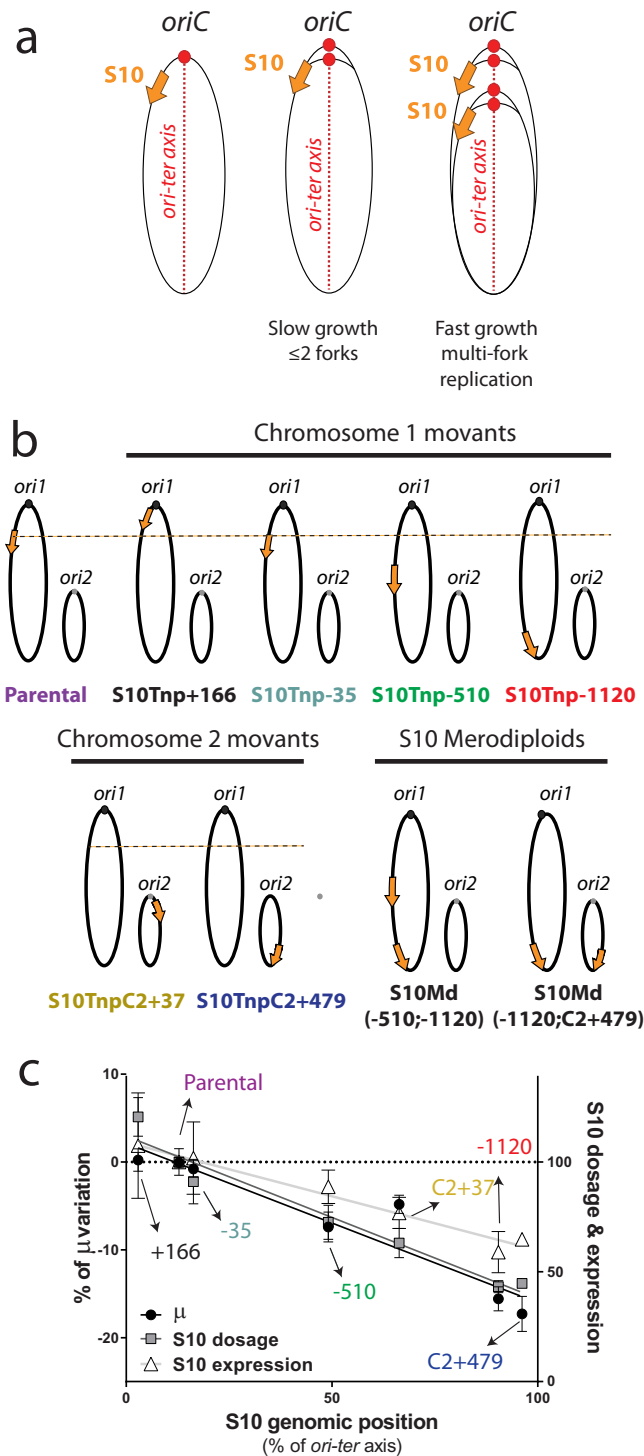 a
oriC oriC oriC
S10 S10 S10
S10
ori-ter axis ori-ter axis ori-ter axis
Slow growth
≤2 forks
Fast growth
multi-fork
replication
b
Chromosome 1 movants
ori1 ori1 ori1 ori1 ori1
ori2 ori2 ori2 ori2 ori2
Parental S10Tnp+166 S10Tnp-35 S10Tnp-510 S10Tnp-1120
Chromosome 2 movants S10 Merodiploids
ori1 ori1 ori1 ori1
ori2 ori2 ori2 ori2
S10TnpC2+37 S10TnpC2+479
S10Md
(-510;-1120)
S10Md
(-1120;C2+479)
c
10
0
-10
-20
% of μ variation
Parental
-1120
C2+37
-35
+166
-510
C2+479
μ
S10 dosage
S10 expression
100
50
0
S10 dosage & expression
0 50 100
S10 genomic position
(% of ori-ter axis)